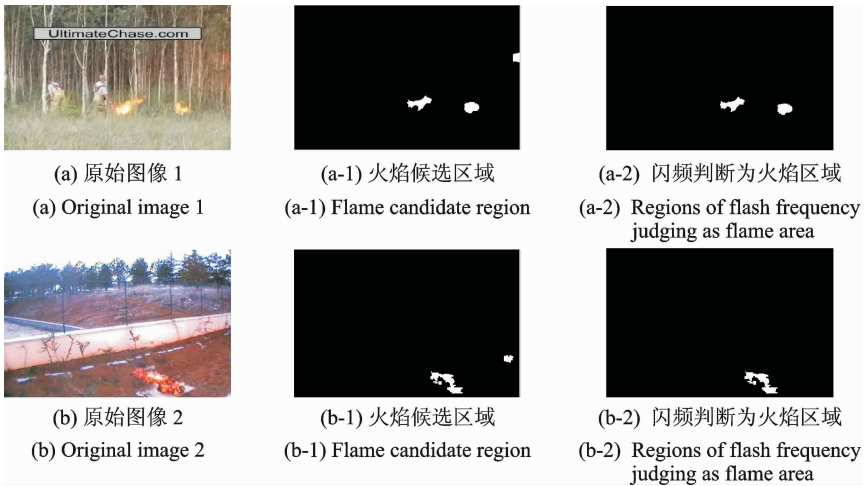 UltimateChase.com
(a) 原始图像 1
(a-1) 火焰候选区域
(a-2) 闪频判断为火焰区域
(a) Original image 1
(a-1) Flame candidate region
(a-2) Regions of flash frequency
judging as flame area
(b) 原始图像 2
(b-1) 火焰候选区域
(b-2) 闪频判断为火焰区域
(b) Original image 2
(b-1) Flame candidate region
(b-2) Regions of flash frequency
judging as flame area